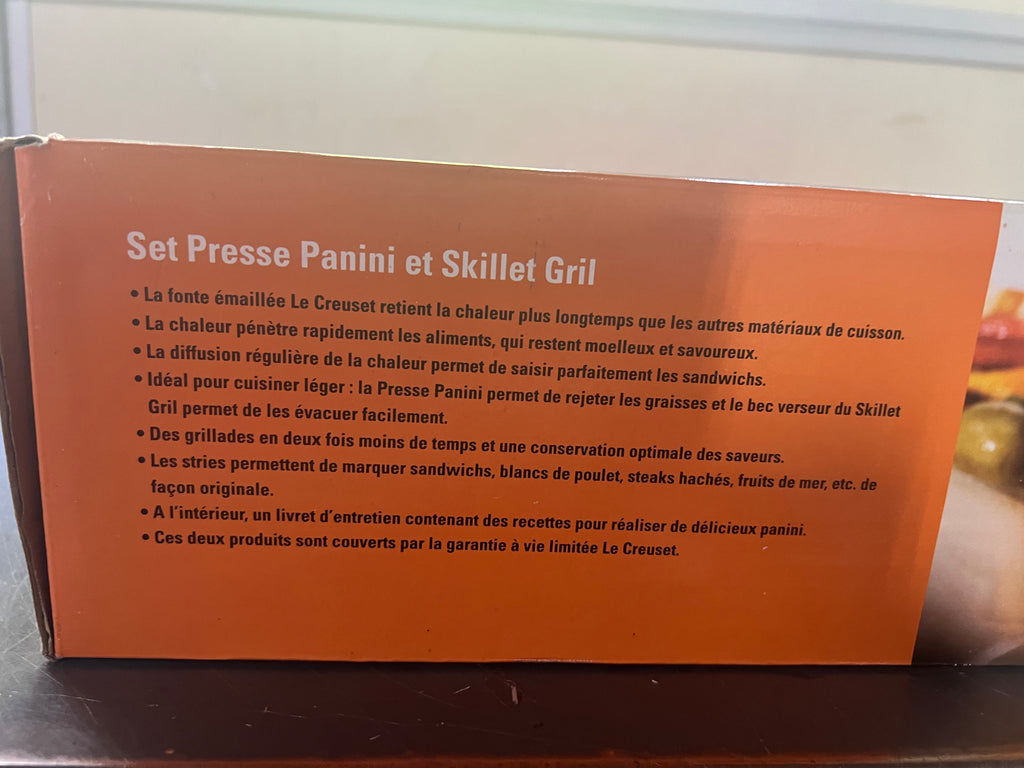 Set Presse Panini et Skillet Gril
• La fonte émaillée Le Creuset retient la chaleur plus longtemps que les autres matériaux de cuisson.
• La chaleur pénètre rapidement les aliments, qui restent moelleux et savoureux.
• La diffusion régulière de la chaleur permet de saisir parfaitement les sandwichs.
• Idéal pour cuisiner léger : la Presse Panini permet de rejeter les graisses et le bec verseur du Skillet
Gril permet de les évacuer facilement.
• Des grillades en deux fois moins de temps et une conservation optimale des saveurs.
• Les stries permettent de marquer sandwichs, blancs de poulet, steaks hachés, fruits de mer, etc. de
façon originale.
• A l'intérieur, un livret d'entretien contenant des recettes pour réaliser de délicieux panini.
• Ces deux produits sont couverts par la garantie à vie limitée Le Creuset.